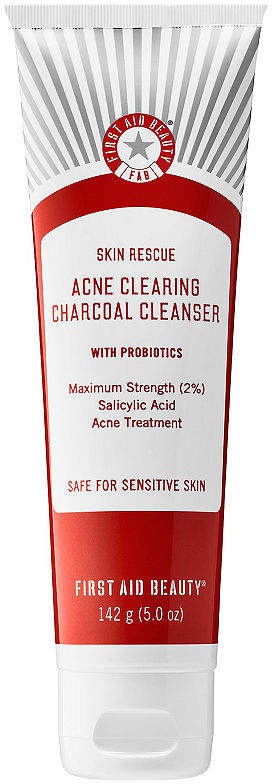 FIRST AID BEAUTY
FAB
SKIN RESCUE
ACNE CLEARING
CHARCOAL CLEANSER
WITH PROBIOTICS
Maximum Strength (2%)
Salicylic Acid
Acne Treatment
SAFE FOR SENSITIVE SKIN
FIRST AID BEAUTY®
142 g (5.0 oz)